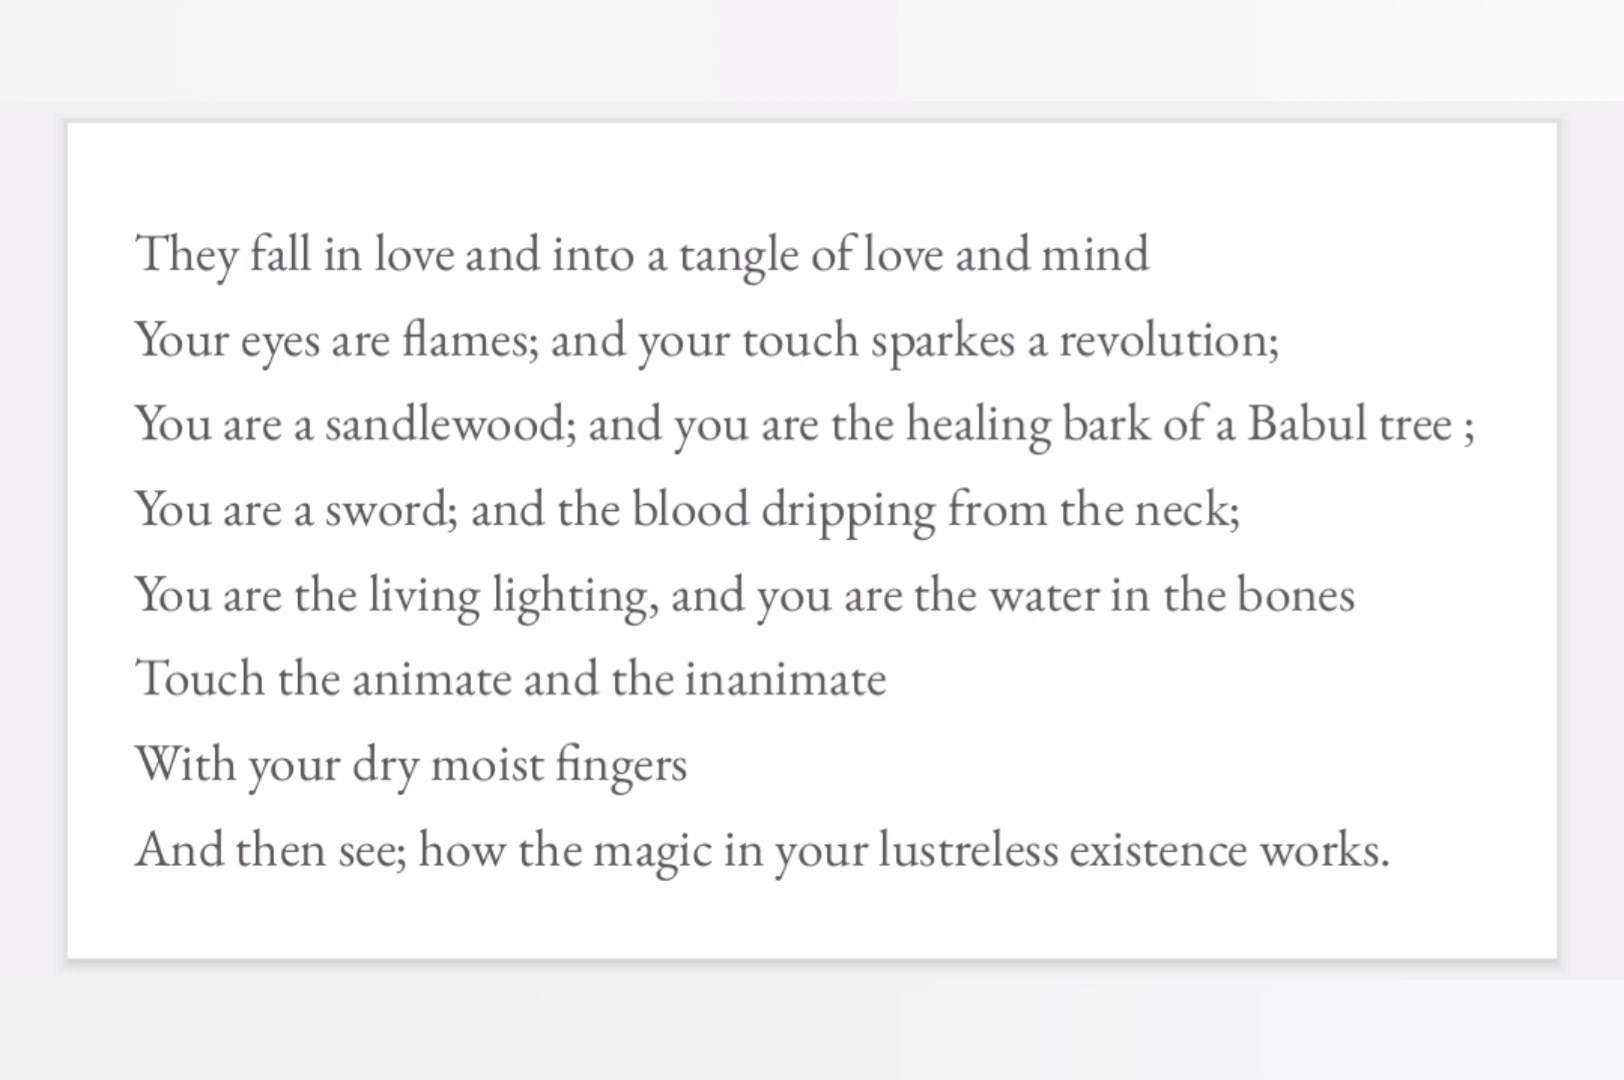 They fall in love and into a tangle of love and mind
Your eyes are flames; and your touch sparkes a revolution;
You are a sandlewood; and you are the healing bark of a Babul tree ;
You are a sword; and the blood dripping from the neck;
You are the living lighting, and you are the water in the bones
Touch the animate and the inanimate
With your dry moist fingers
And then see; how the magic in your lustreless existence works.